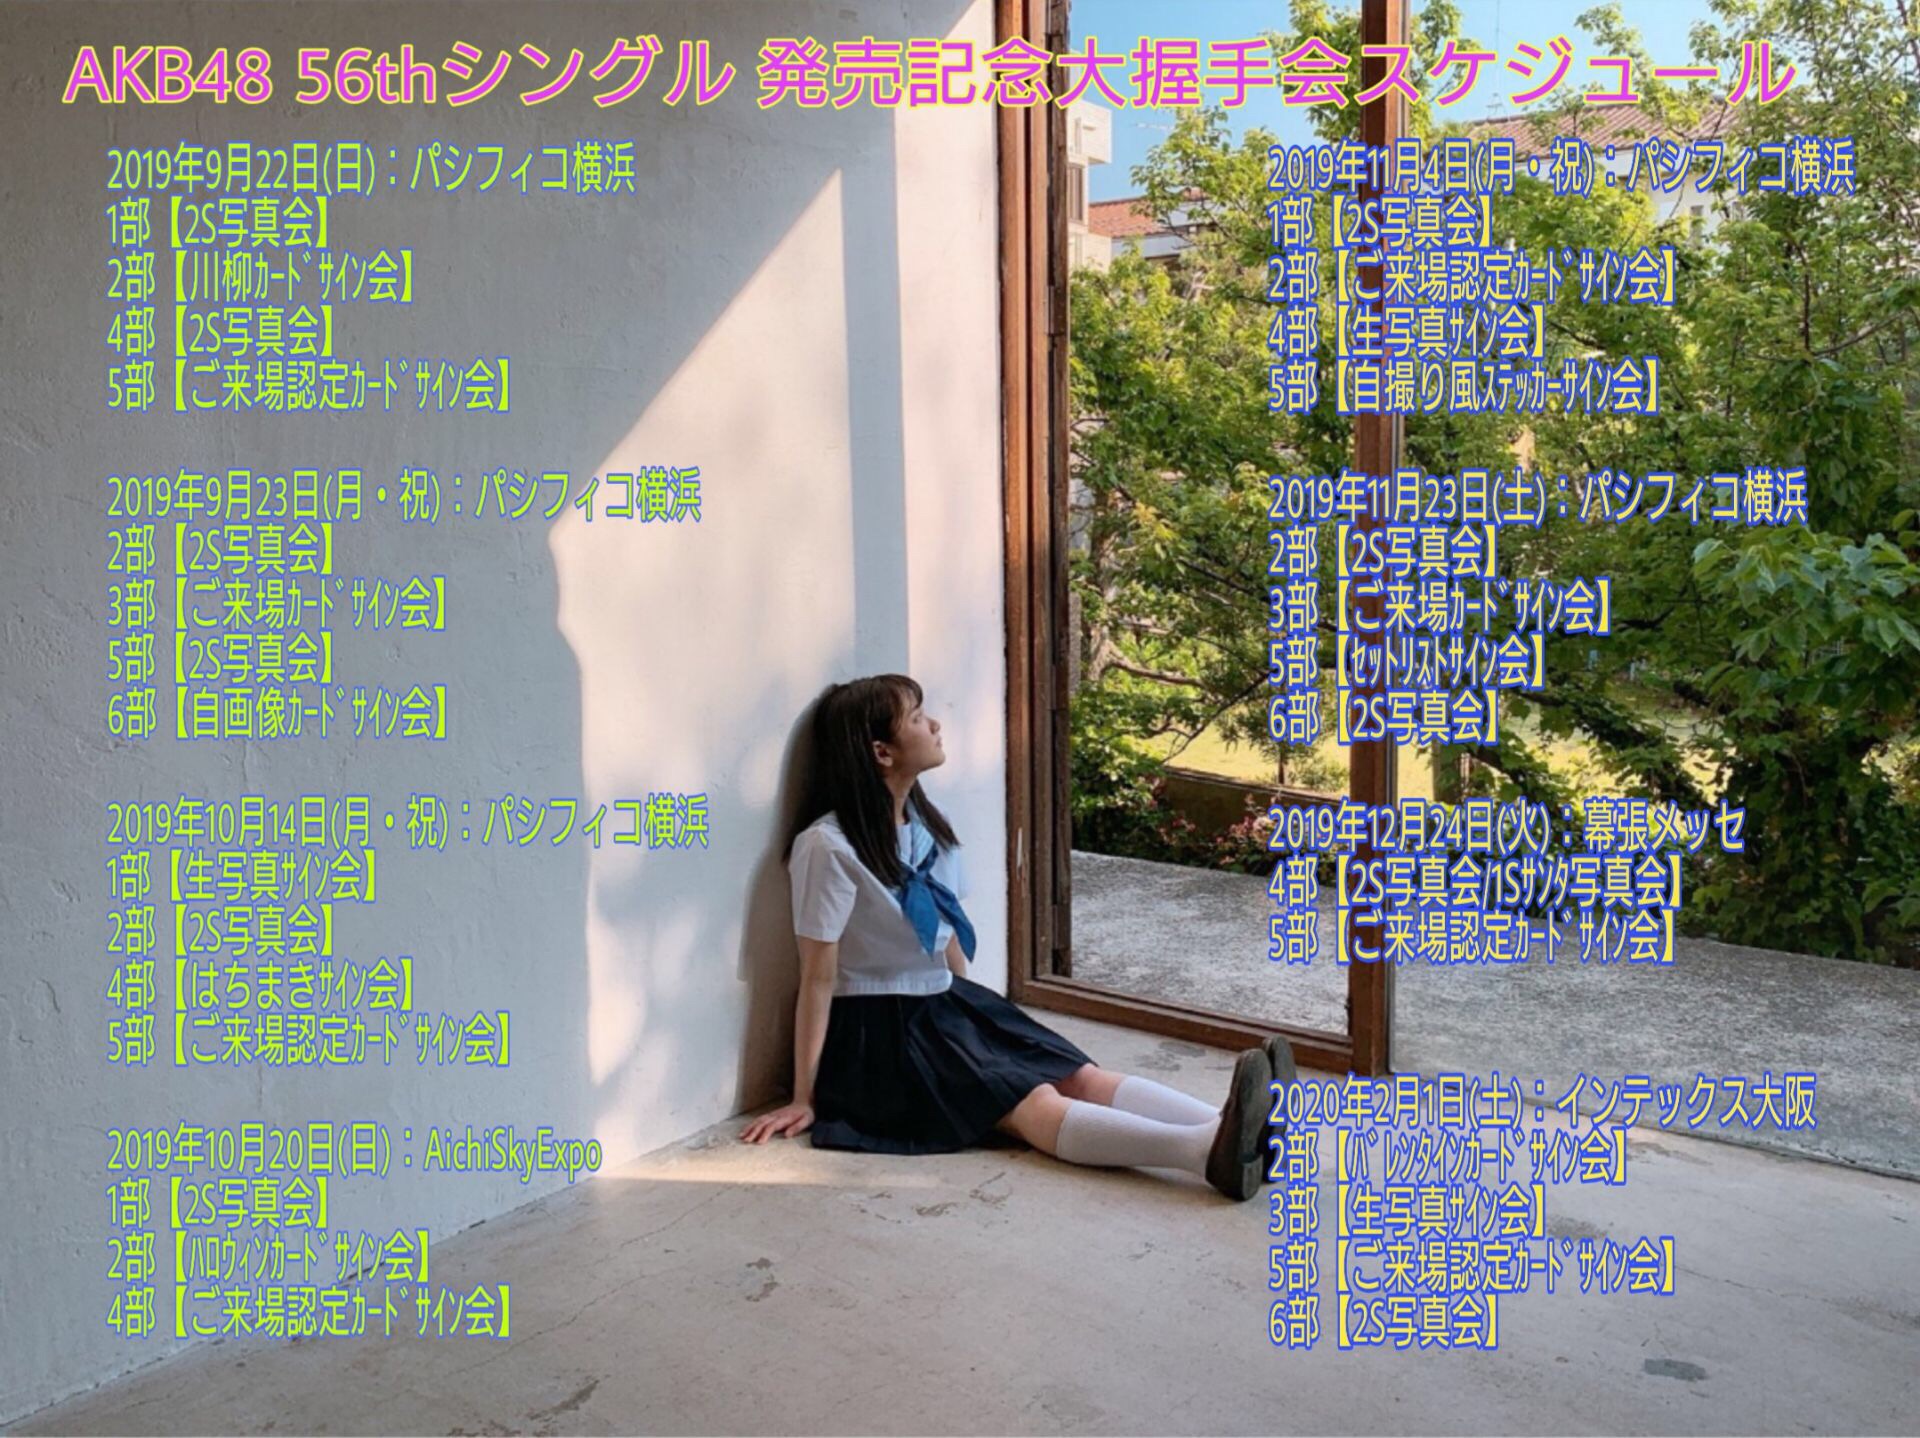 AKB48 56thシングル 発売記念大握手会スケジュール
2019年9月22日(日)：パシフィコ横浜
1部【2S写真会】
2部【川柳ｶｰﾄﾞｻｲﾝ会】
4部【2S写真会】
5部【ご来場認定ｶｰﾄﾞｻｲﾝ会】
2019年9月23日(月・祝)：パシフィコ横浜
2部【2S写真会】
3部【ご来場ｶｰﾄﾞｻｲﾝ会】
5部【2S写真会】
6部【自画像ｶｰﾄﾞｻｲﾝ会】
2019年10月14日(月・祝)：パシフィコ横浜
1部【生写真ｻｲﾝ会】
2部【2S写真会】
4部【はちまきｻｲﾝ会】
5部【ご来場認定ｶｰﾄﾞｻｲﾝ会】
2019年10月20日(日)：AichiSkyExpo
1部【2S写真会】
2部【ﾊﾛｳｨﾝｶｰﾄﾞｻｲﾝ会】
4部【ご来場認定ｶｰﾄﾞｻｲﾝ会】
2019年11月4日(月・祝)：パシフィコ横浜
1部【2S写真会】
2部【ご来場認定ｶｰﾄﾞｻｲﾝ会】
4部【生写真ｻｲﾝ会】
5部【自撮り風ｽﾃｯｶｰｻｲﾝ会】
2019年11月23日(土)：パシフィコ横浜
2部【2S写真会】
3部【ご来場ｶｰﾄﾞｻｲﾝ会】
5部【ｾｯﾄﾘｽﾄｻｲﾝ会】
6部【2S写真会】
2019年12月24日(火)：幕張メッセ
4部【2S写真会/1Sｻﾝﾀ写真会】
5部【ご来場認定ｶｰﾄﾞｻｲﾝ会】
2020年2月1日(土)：インテックス大阪
2部【ﾊﾞﾚﾝﾀｲﾝｶｰﾄﾞｻｲﾝ会】
3部【生写真ｻｲﾝ会】
5部【ご来場認定ｶｰﾄﾞｻｲﾝ会】
6部【2S写真会】